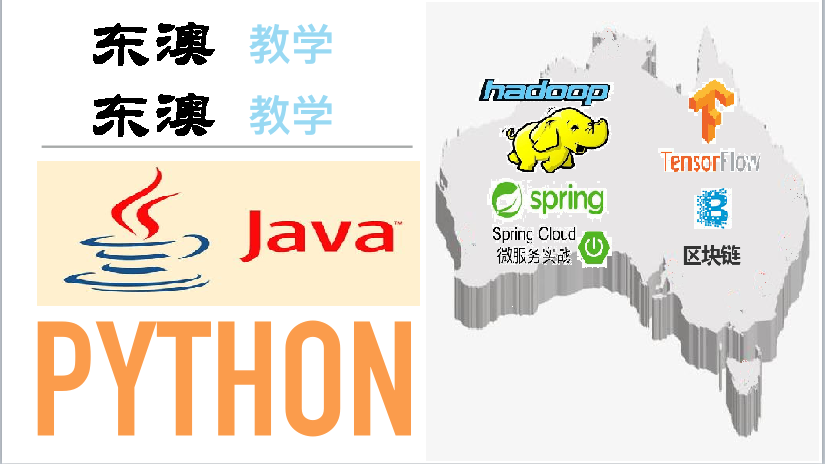 东澳 教学
东澳 教学
Java™
PYTHON
hadoop
spring
Spring Cloud
微服务实战
TensorFlow
区块链